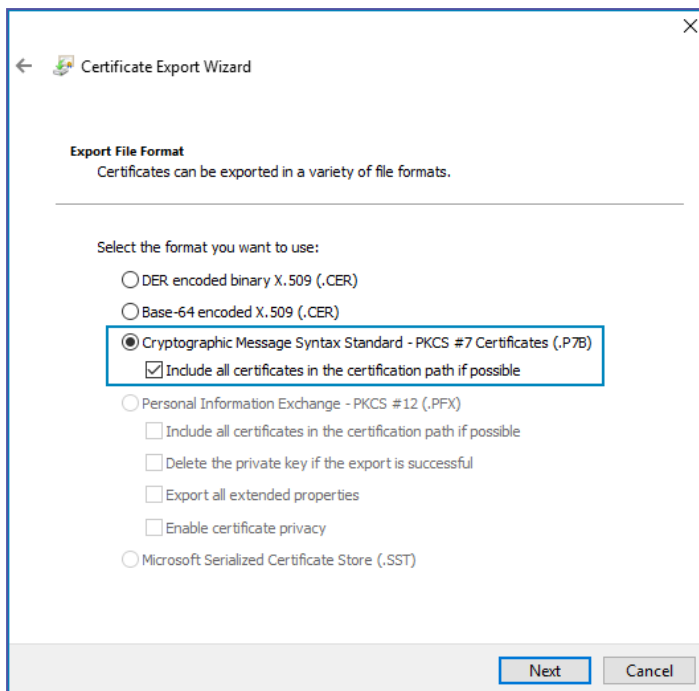 Certificate Export Wizard
Export File Format
Certificates can be exported in a variety of file formats.
Select the format you want to use:
DER encoded binary X.509 (.CER)
Base-64 encoded X.509 (.CER)
Cryptographic Message Syntax Standard - PKCS #7 Certificates (.P7B)
Include all certificates in the certification path if possible
Personal Information Exchange - PKCS #12 (.PFX)
Include all certificates in the certification path if possible
Delete the private key if the export is successful
Export all extended properties
Enable certificate privacy
Microsoft Serialized Certificate Store (.SST)
Next Cancel